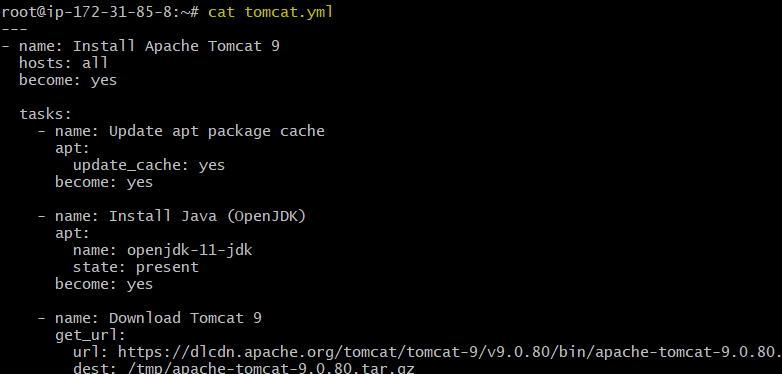 root@ip-172-31-85-8:~# cat tomcat.yml
---
- name: Install Apache Tomcat 9
  hosts: all
  become: yes

  tasks:
    - name: Update apt package cache
      apt:
        update_cache: yes
      become: yes

    - name: Install Java (OpenJDK)
      apt:
        name: openjdk-11-jdk
        state: present
      become: yes

    - name: Download Tomcat 9
      get_url:
        url: https://dlcdn.apache.org/tomcat/tomcat-9/v9.0.80/bin/apache-tomcat-9.0.80.
        dest: /tmp/apache-tomcat-9.0.80.tar.gz